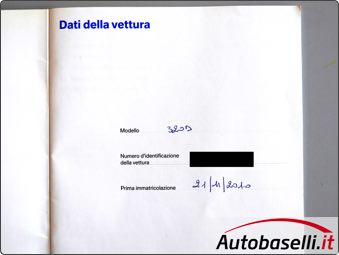 Dati della vettura
Modello 320D
Numero d'identificazione
della vettura
Prima immatricolazione 21/11/2010
Autobaselli.it